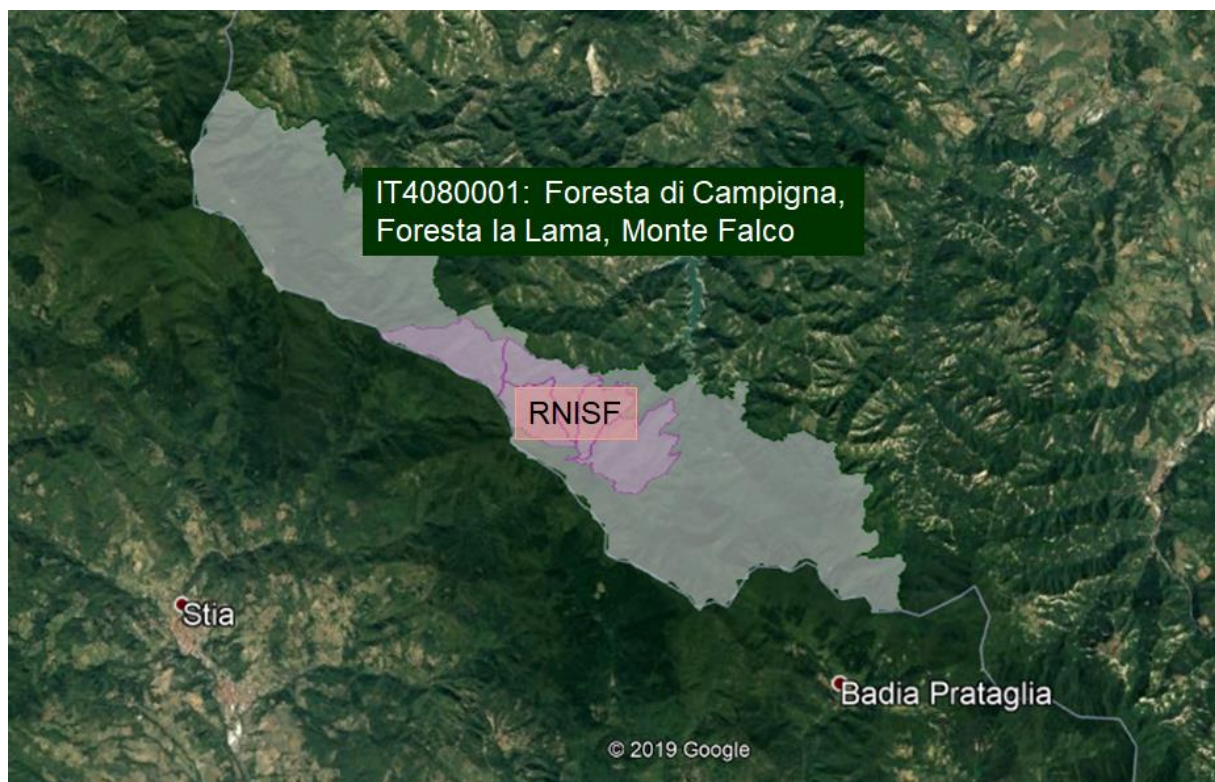 IT4080001: Foresta di Campigna,
Foresta la Lama, Monte Falco
RNISF
Stia
Badia Prataglia
© 2019 Google